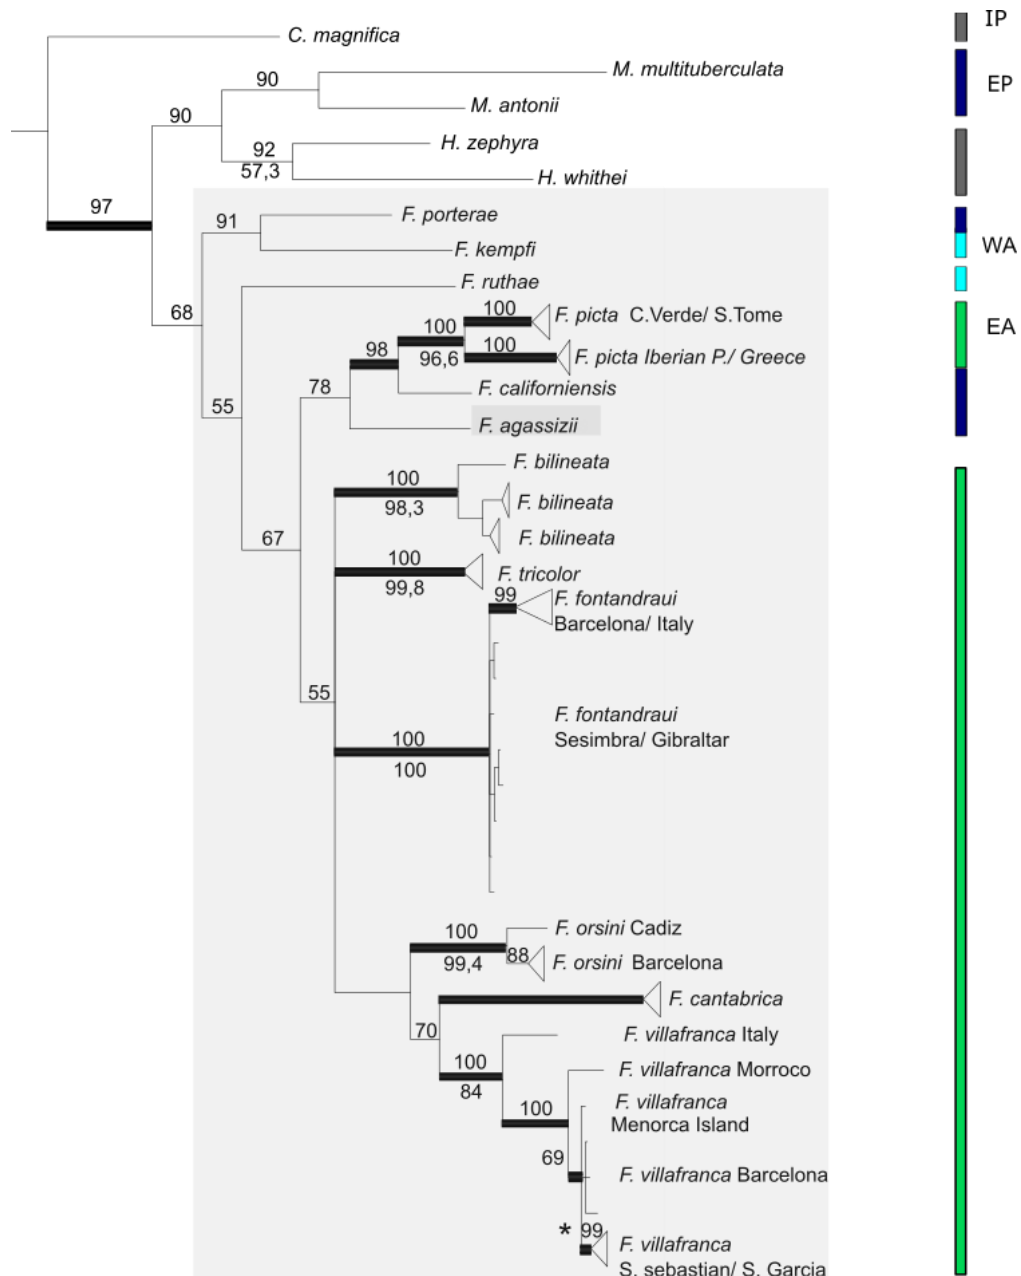 IP
C. magnifica
M. multituberculata
90
EP
M. antonii
90
H. zephyra
92
57,3
H. whithei
97
F. porterae
91
WA
F. kempfi
F. ruthae
68
100
F. picta C.Verde/ S.Tome
EA
100
100
98
96,6
F. picta Iberian P./ Greece
78
F. californiensis
55
F. agassizii
F. bilineata
100
98,3
F. bilineata
67
F. bilineata
100
F. tricolor
99,8
99
F. fontandraui
Barcelona/ Italy
55
F. fontandraui
Sesimbra/ Gibraltar
100
100
F. orsini Cadiz
100
88
99,4
F. orsini Barcelona
F. cantabrica
70
F. villafranca Italy
100
F. villafranca Morroco
84
F. villafranca
Menorca Island
100
69
F. villafranca Barcelona
* 99
F. villafranca
S. sebastian/ S. Garcia